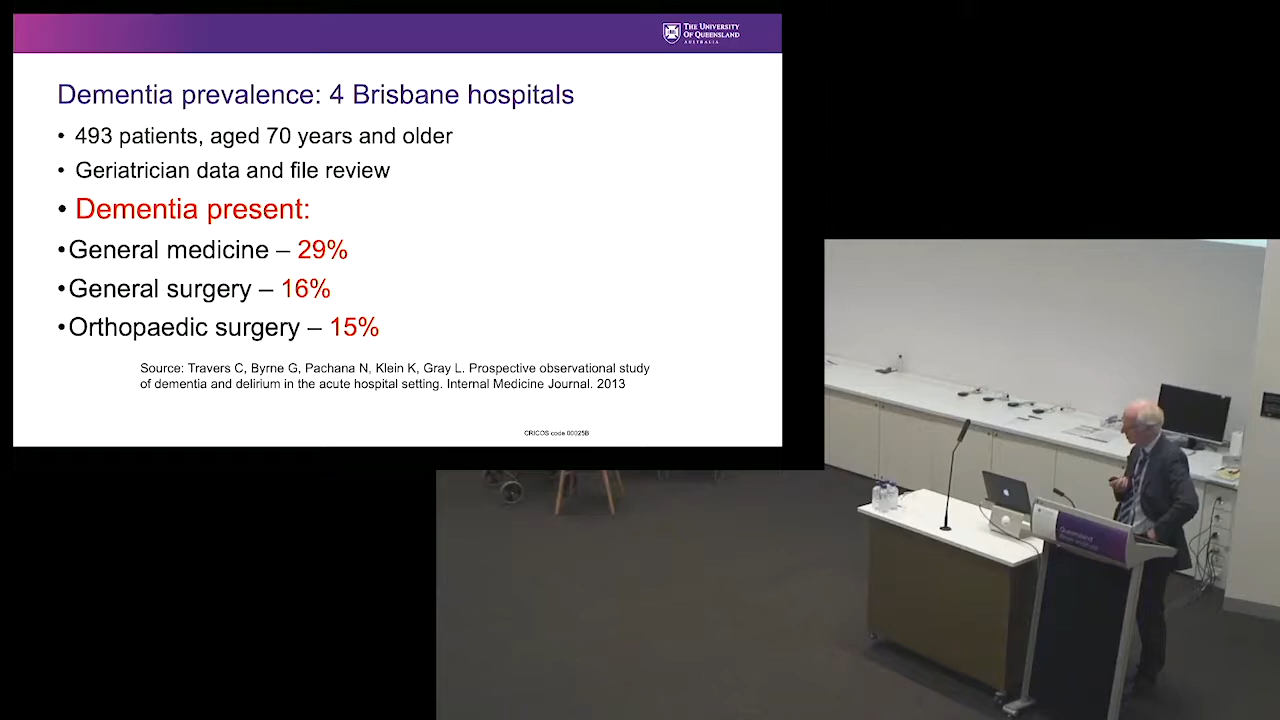 THE UNIVERSITY
OF QUEENSLAND
AUSTRALIA
Dementia prevalence: 4 Brisbane hospitals
• 493 patients, aged 70 years and older
• Geriatrician data and file review
• Dementia present:
•General medicine – 29%
•General surgery – 16%
•Orthopaedic surgery – 15%
Source: Travers C, Byrne G, Pachana N, Klein K, Gray L. Prospective observational study
of dementia and delirium in the acute hospital setting. Internal Medicine Journal. 2013
CRICOS code 00025B
Queensland